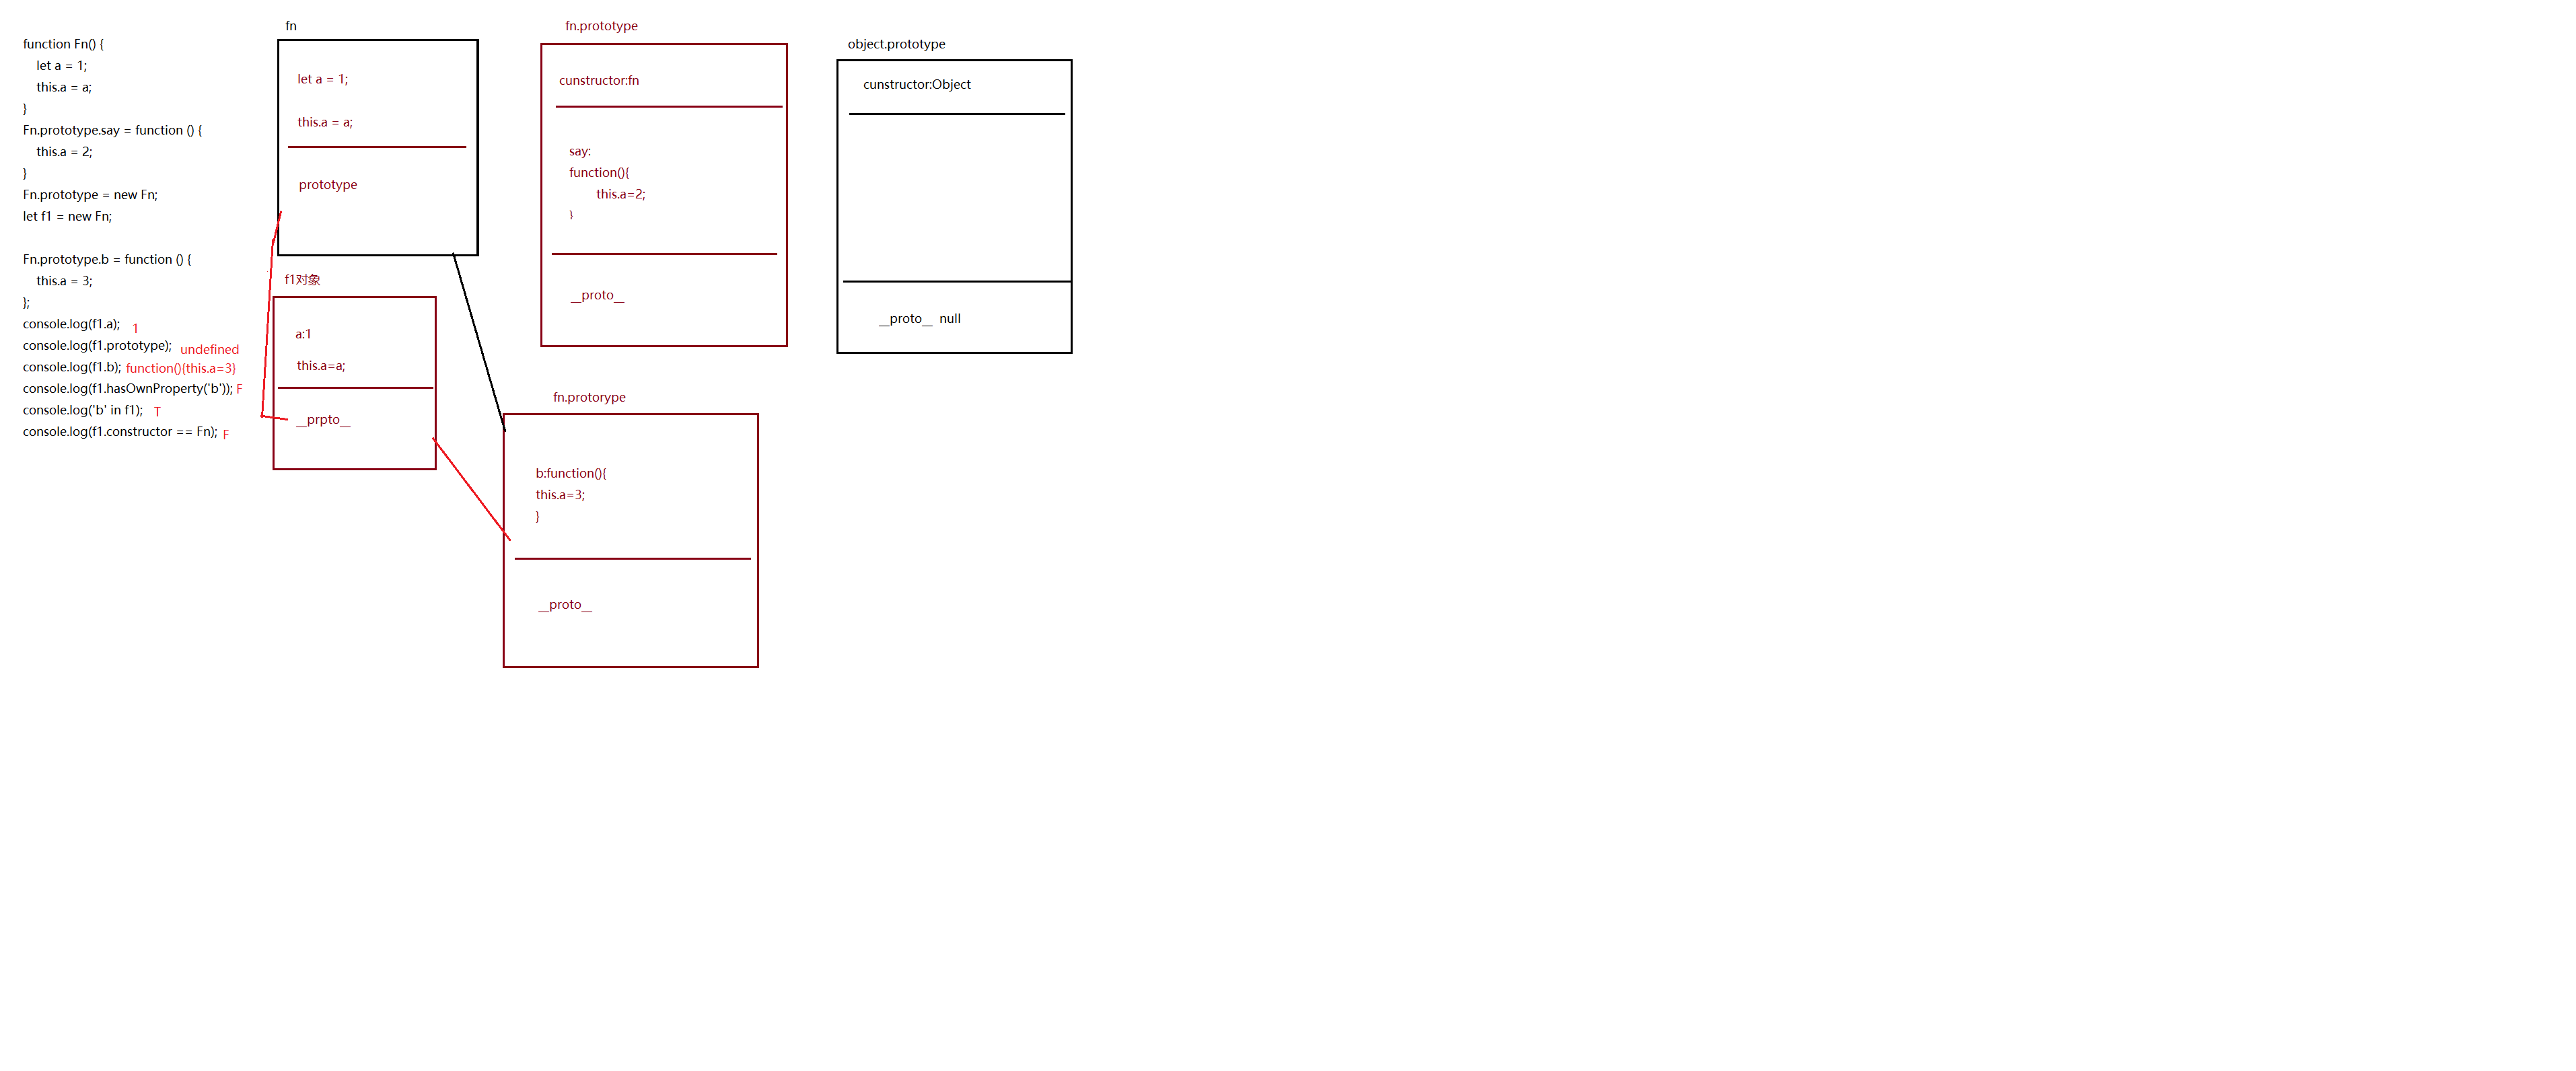 function Fn() {
let a = 1;
this.a = a;
}
Fn.prototype.say = function () {
this.a = 2;
}
Fn.prototype = new Fn;
let f1 = new Fn;
Fn.prototype.b = function () {
this.a = 3;
};
console.log(f1.a); 1
console.log(f1.prototype); undefined
console.log(f1.b); function(){this.a=3}
console.log(f1.hasOwnProperty('b')); F
console.log('b' in f1); T
console.log(f1.constructor == Fn); F
fn
let a = 1;
this.a = a;
prototype
f1对象
a:1
this.a=a;
__prpto__
fn.prototype
cunstructor:fn
say:
function(){
this.a=2;
}
__proto__
fn.protorype
b:function(){
this.a=3;
}
__proto__
object.prototype
cunstructor:Object
__proto__ null